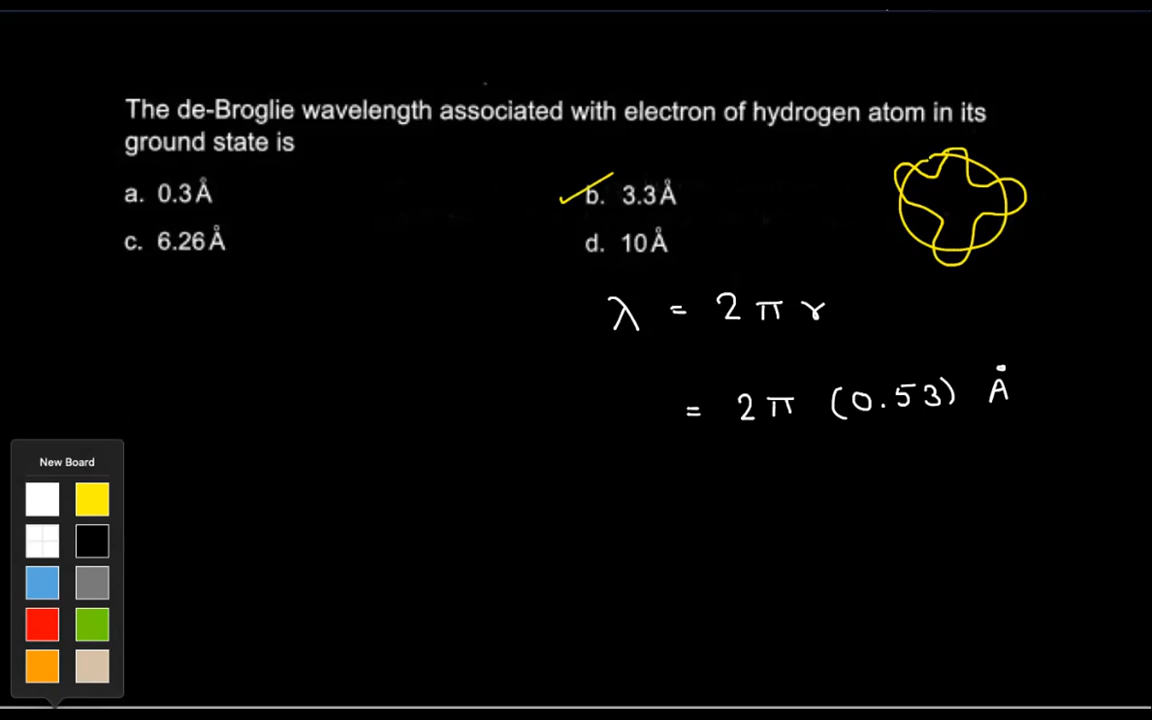 The de-Broglie wavelength associated with electron of hydrogen atom in its
ground state is
a. 0.3Å
b. 3.3Å
c. 6.26Å
d. 10Å
λ = 2πr
= 2π (0.53) Å
New Board